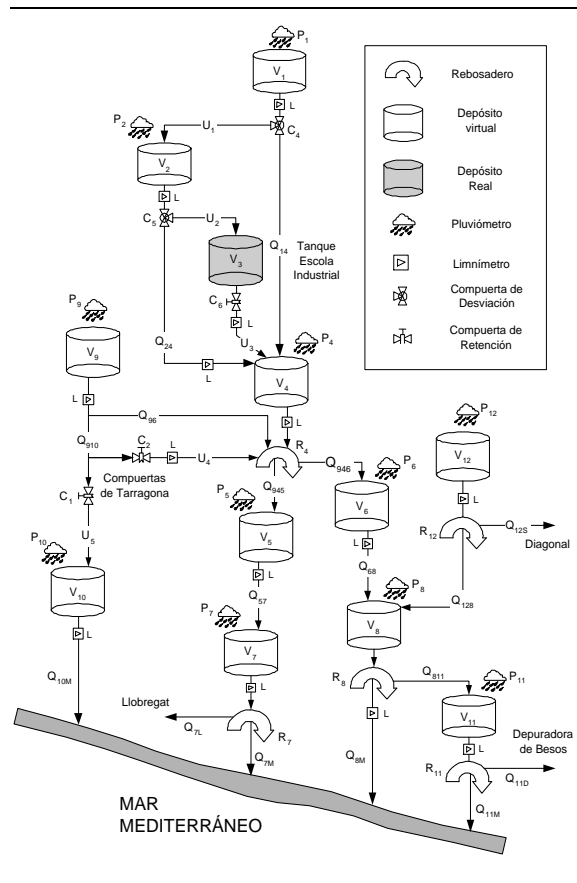 P1
V1
L
C4
P2
U1
V2
L
C5
U2
Q14
V3
Tanque
Escola
Industrial
C6
L
U3
P4
Q24
L
V4
L
P9
V9
L
Q96
Q910
C2
L
U4
R4
Compuertas
de Tarragona
C1
U5
Q946
Q945
P6
V6
L
P5
V5
L
P12
V12
L
R12
Q12S
Diagonal
P10
V10
L
Q57
Q68
Q128
P7
V7
L
P8
V8
R8
Q811
L
P11
V11
L
Q10M
Llobregat
Q7L
R7
Q7M
Q8M
R11
Depuradora
de Besos
Q11D
Q11M
MAR
MEDITERRÁNEO
Rebosadero
Depósito
virtual
Depósito
Real
Pluviómetro
Limnímetro
Compuerta de
Desviación
Compuerta de
Retención